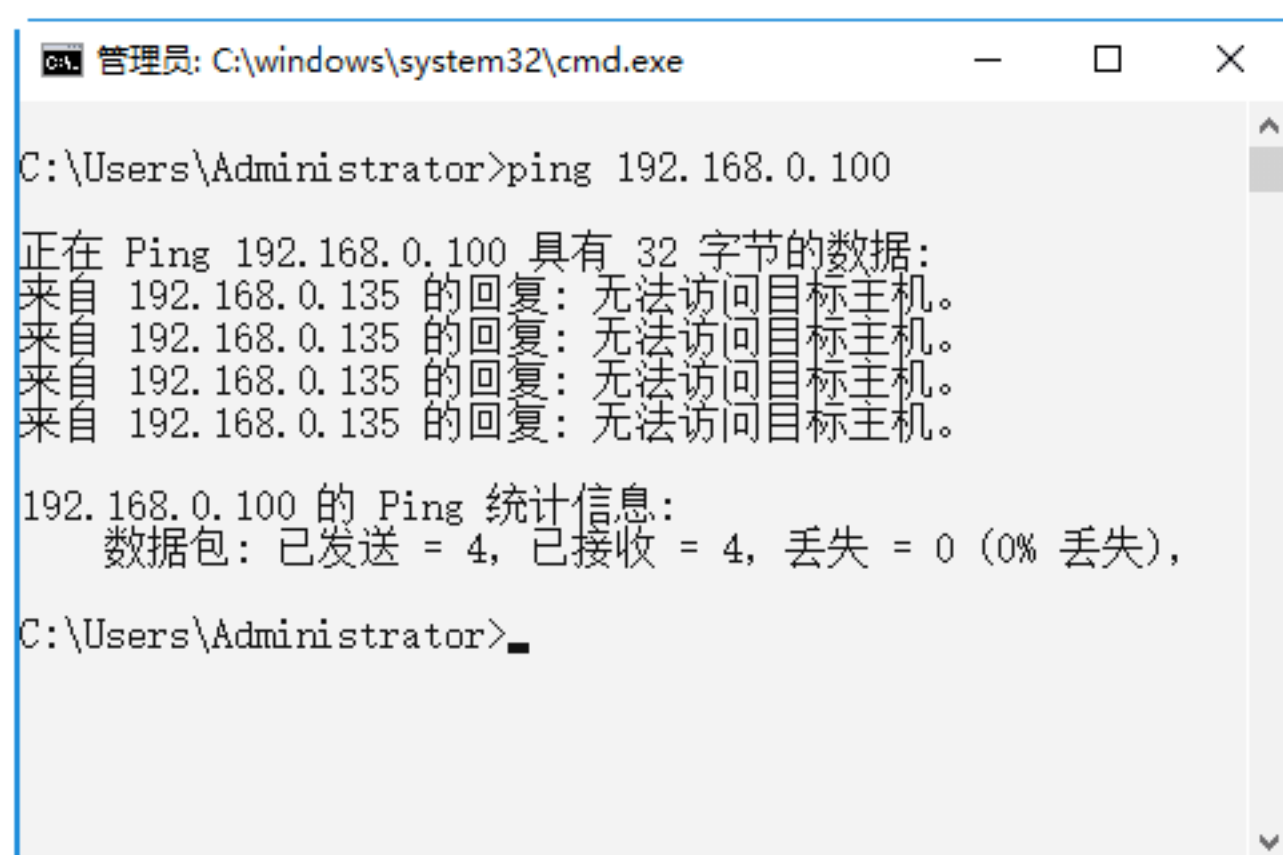 管理员: C:\windows\system32\cmd.exe
C:\Users\Administrator>ping 192.168.0.100
正在 Ping 192.168.0.100 具有 32 字节的数据:
来自 192.168.0.135 的回复: 无法访问目标主机。
来自 192.168.0.135 的回复: 无法访问目标主机。
来自 192.168.0.135 的回复: 无法访问目标主机。
来自 192.168.0.135 的回复: 无法访问目标主机。
192.168.0.100 的 Ping 统计信息:
数据包: 已发送 = 4, 已接收 = 4, 丢失 = 0 (0% 丢失),
C:\Users\Administrator>